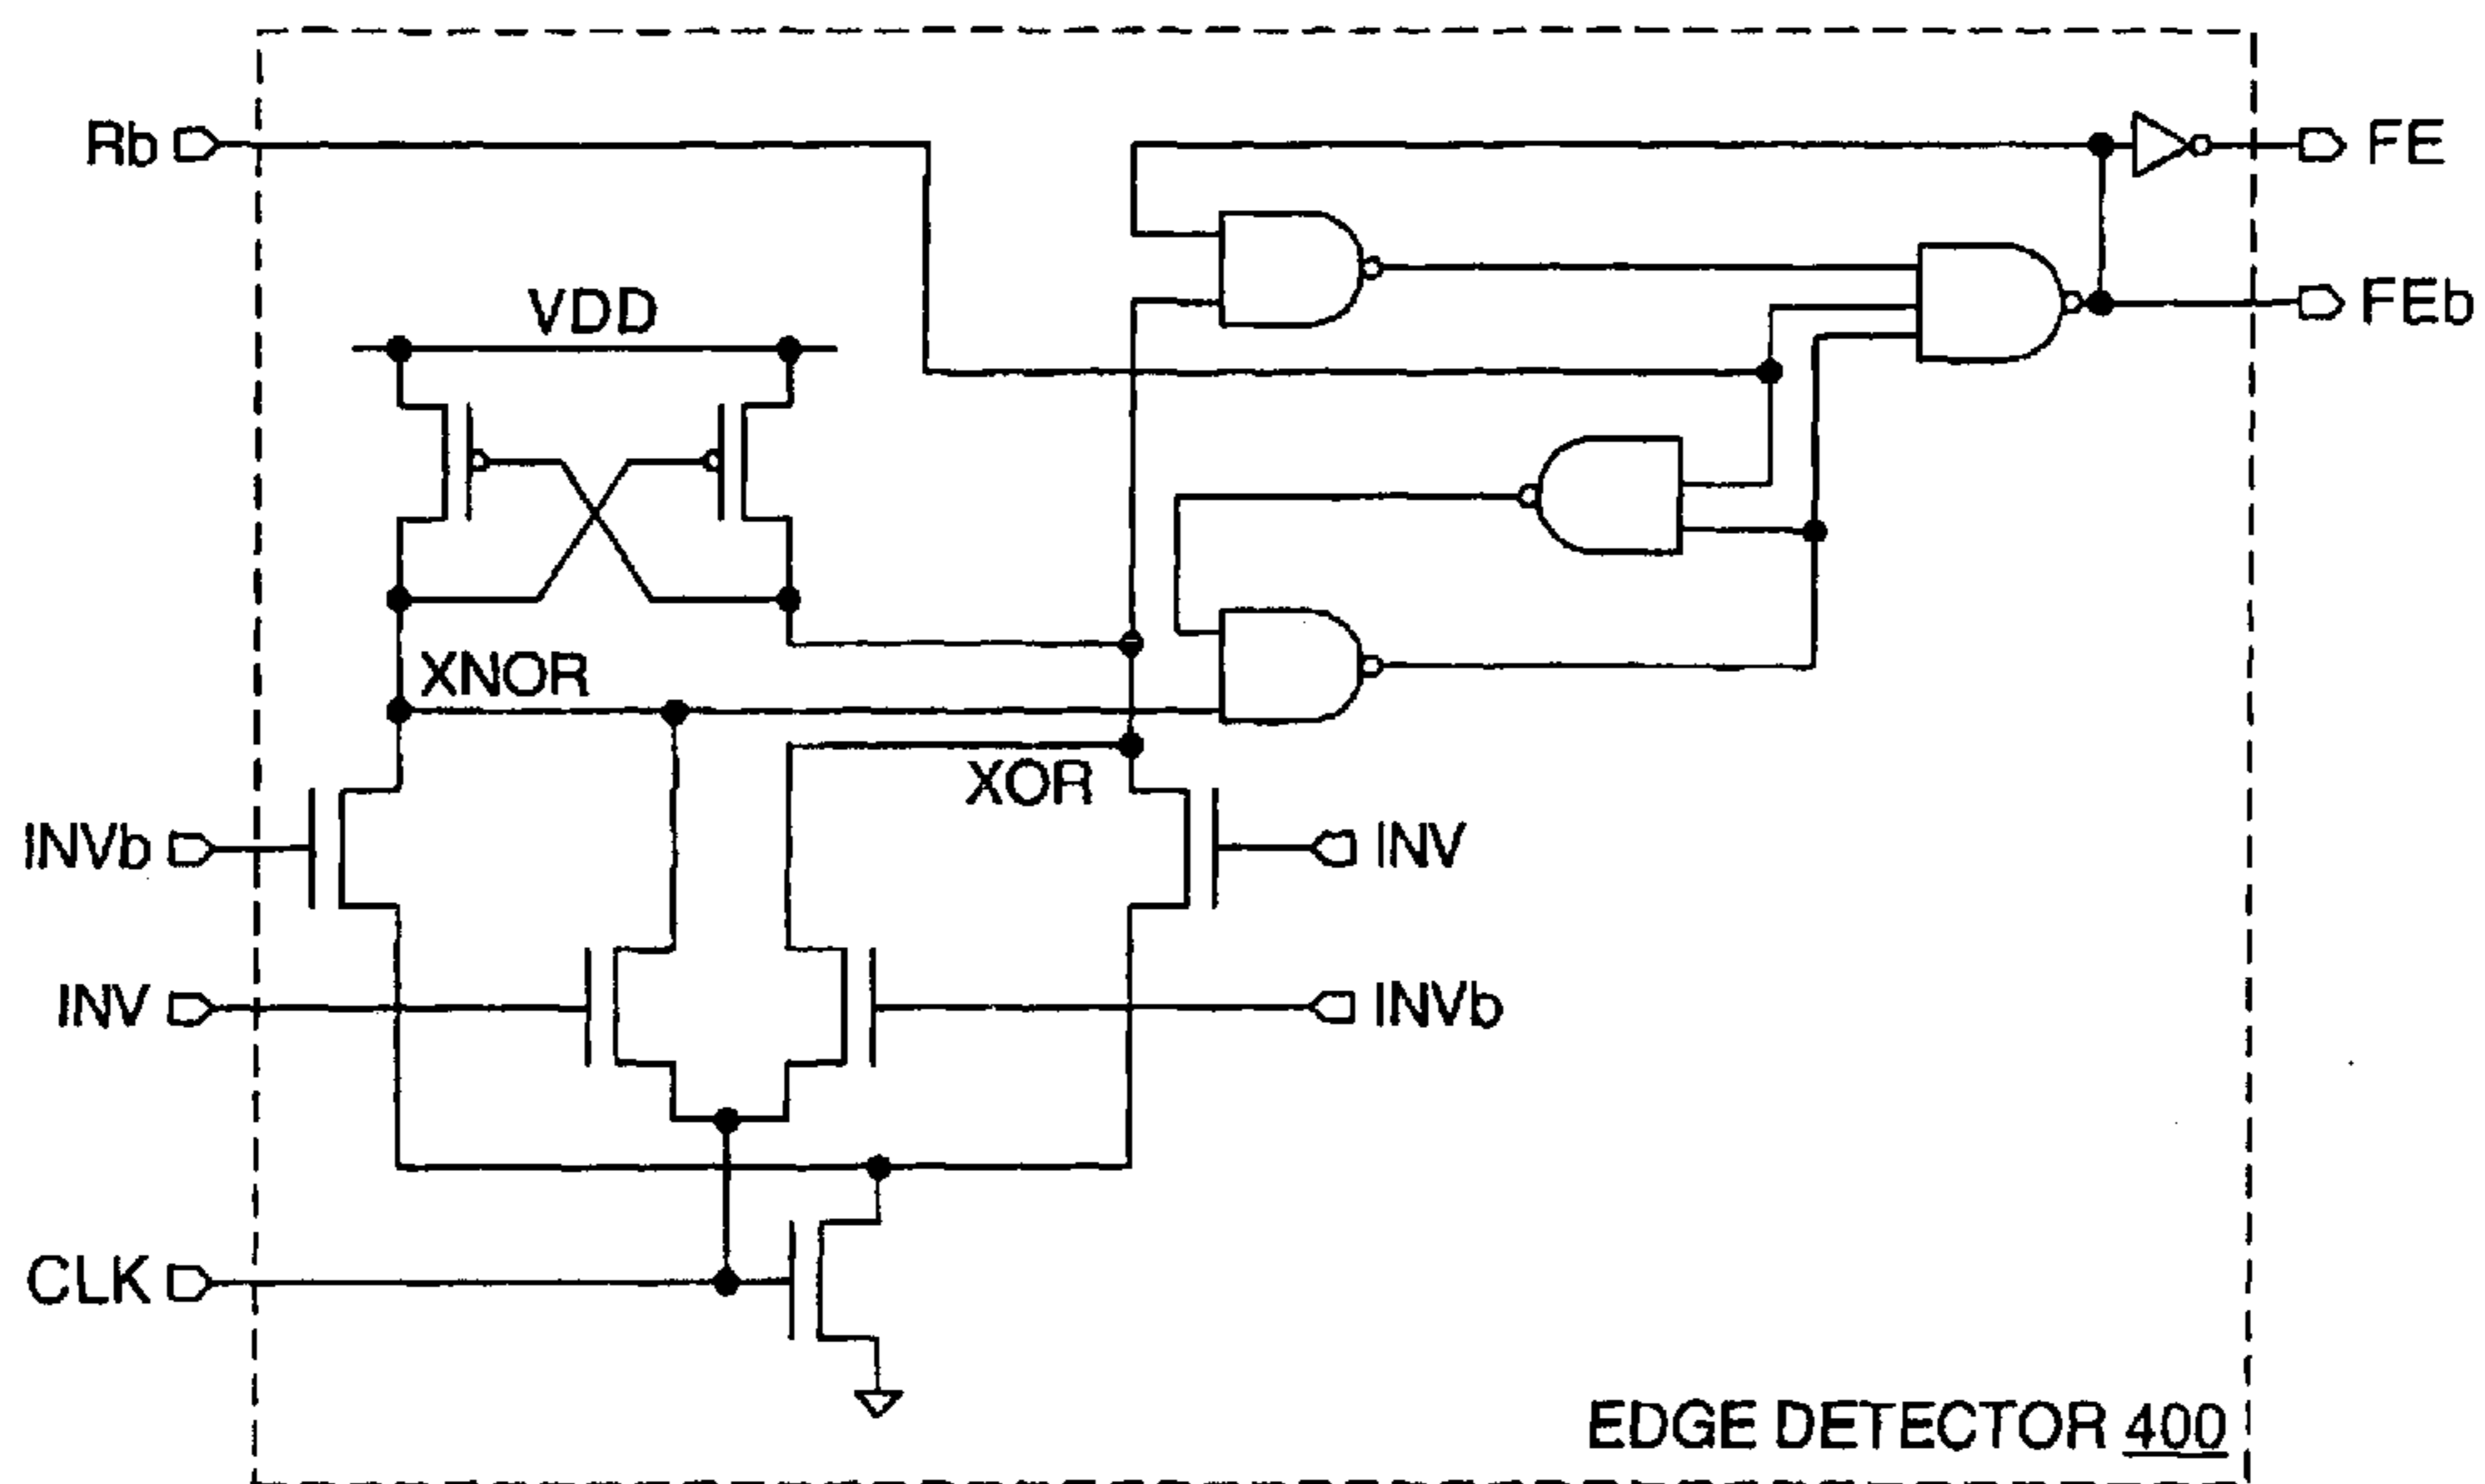 Rb
FE
VDD
FEb
XNOR
XOR
INVb
INV
INV
INVb
CLK
EDGE DETECTOR 400